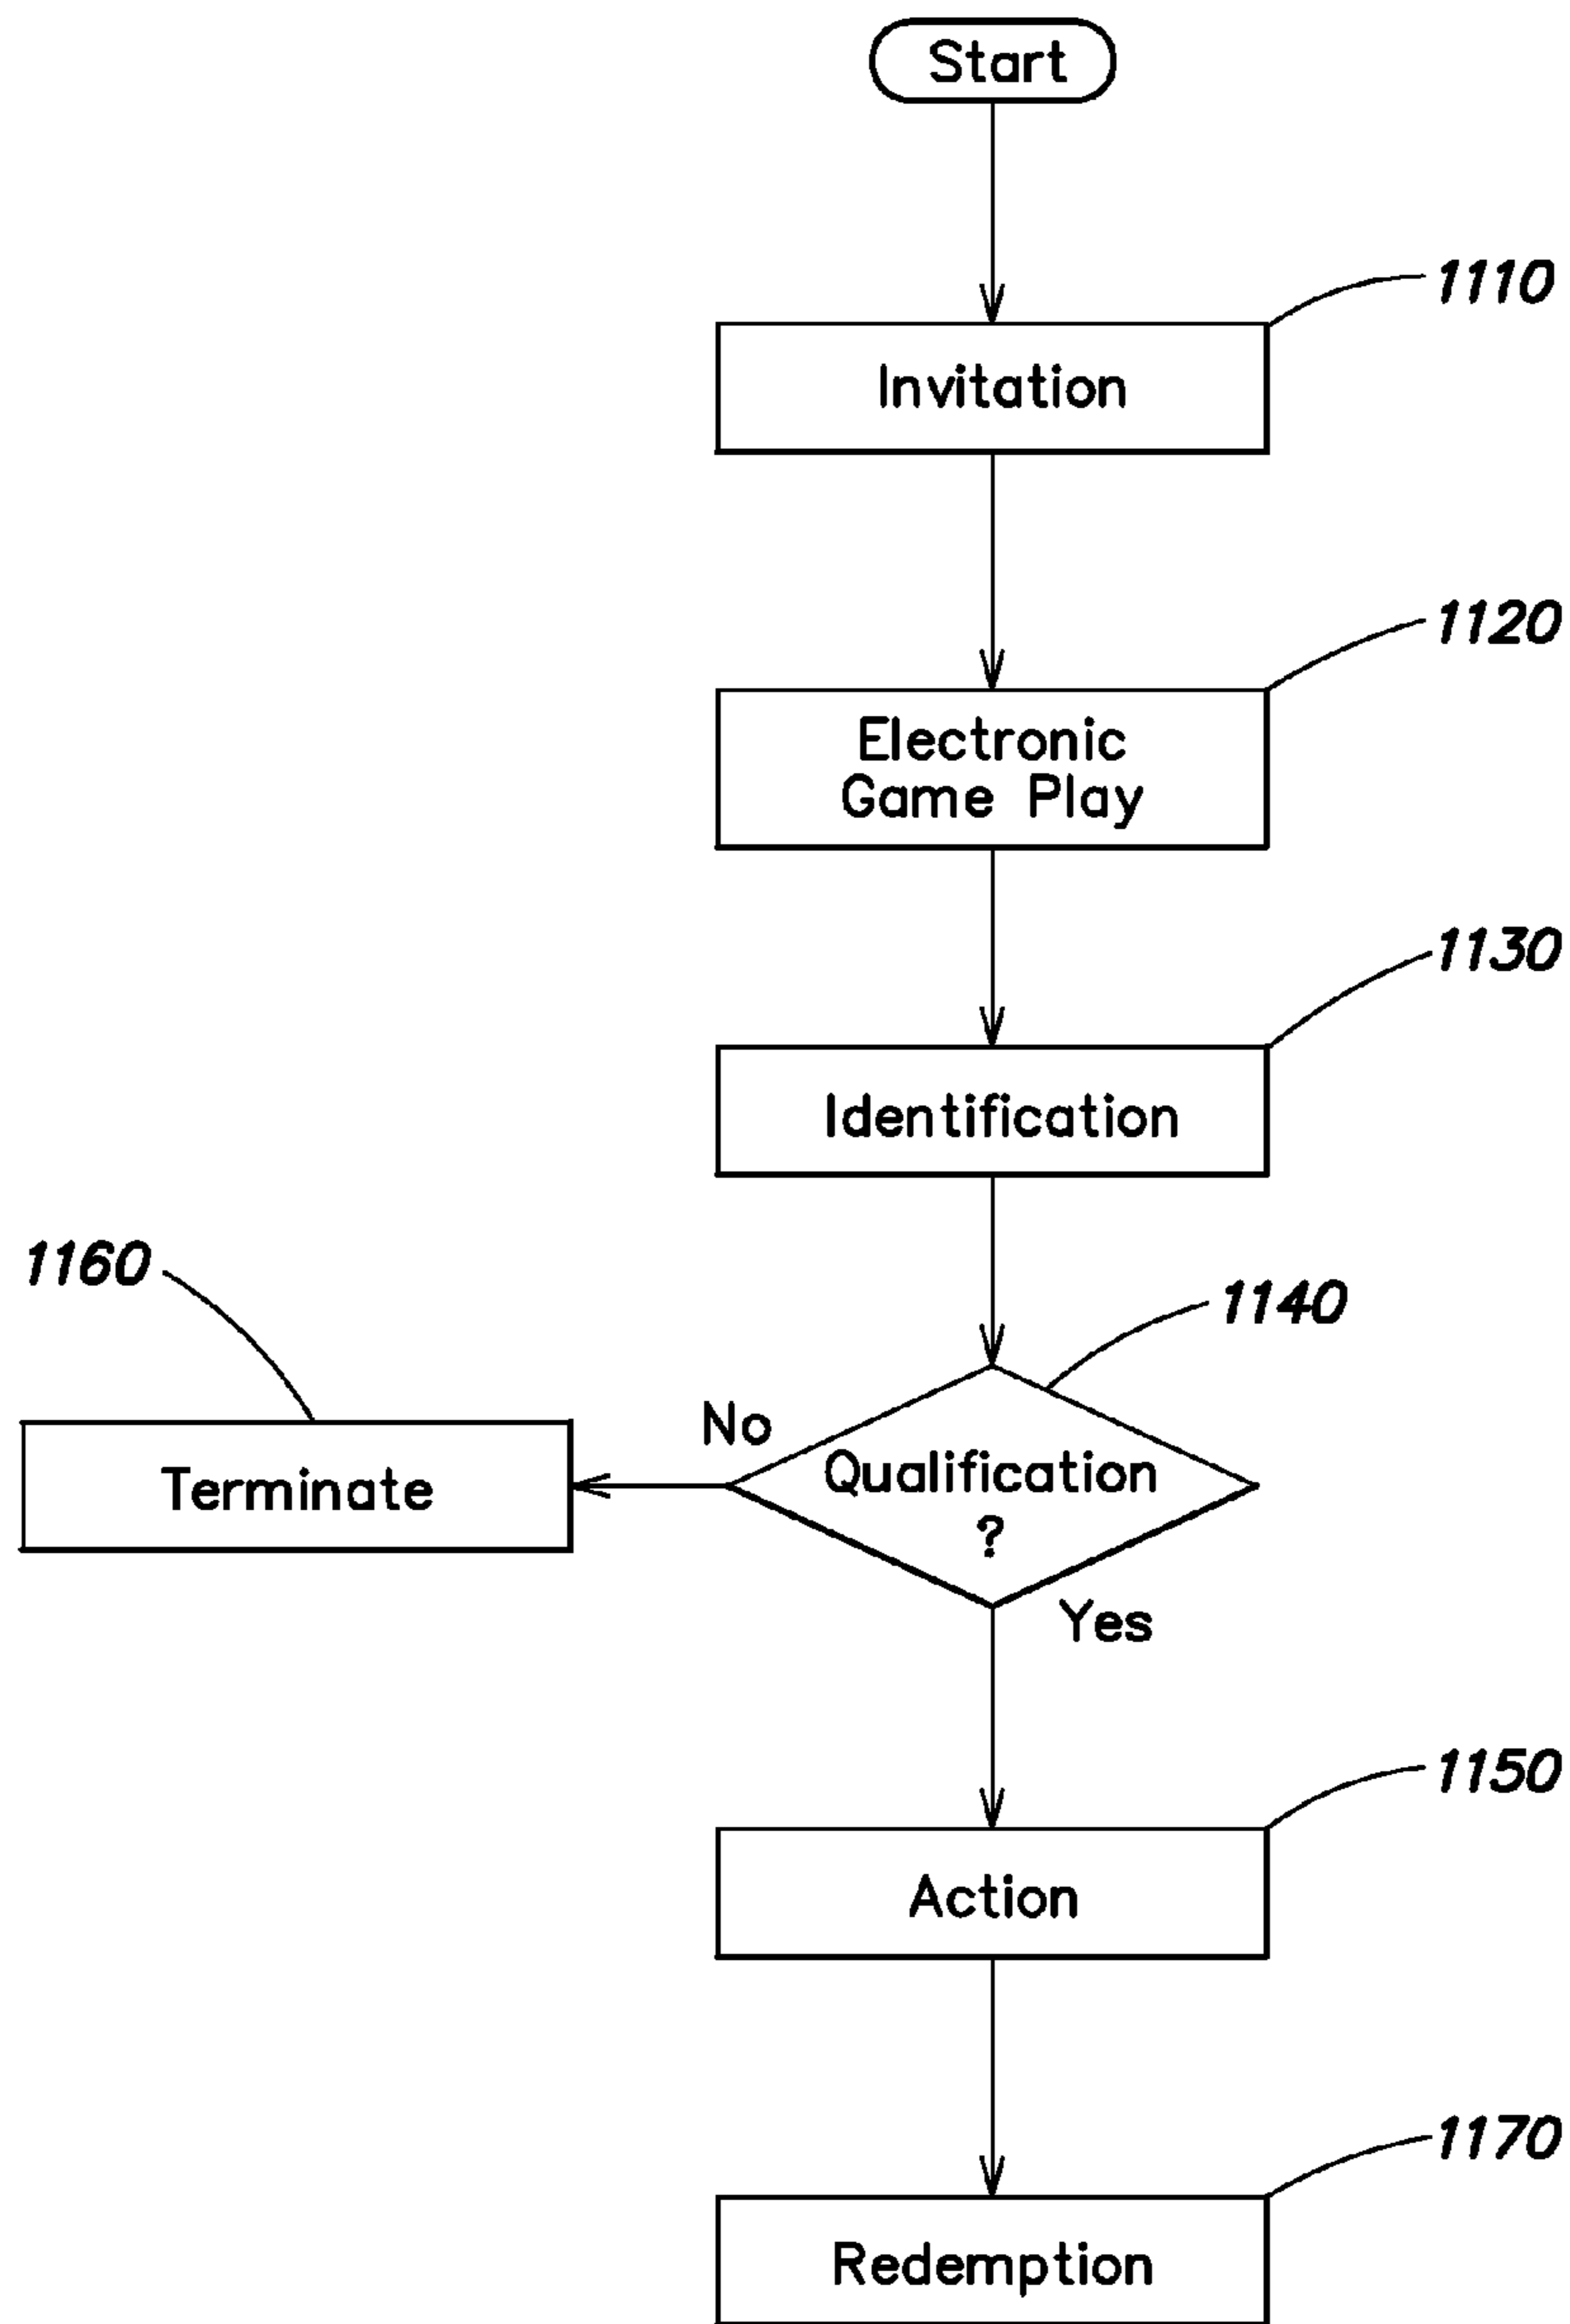 Start
1110
Invitation
1120
Electronic
Game Play
1130
Identification
1160
1140
No
Terminate
Qualification
?
Yes
1150
Action
1170
Redemption